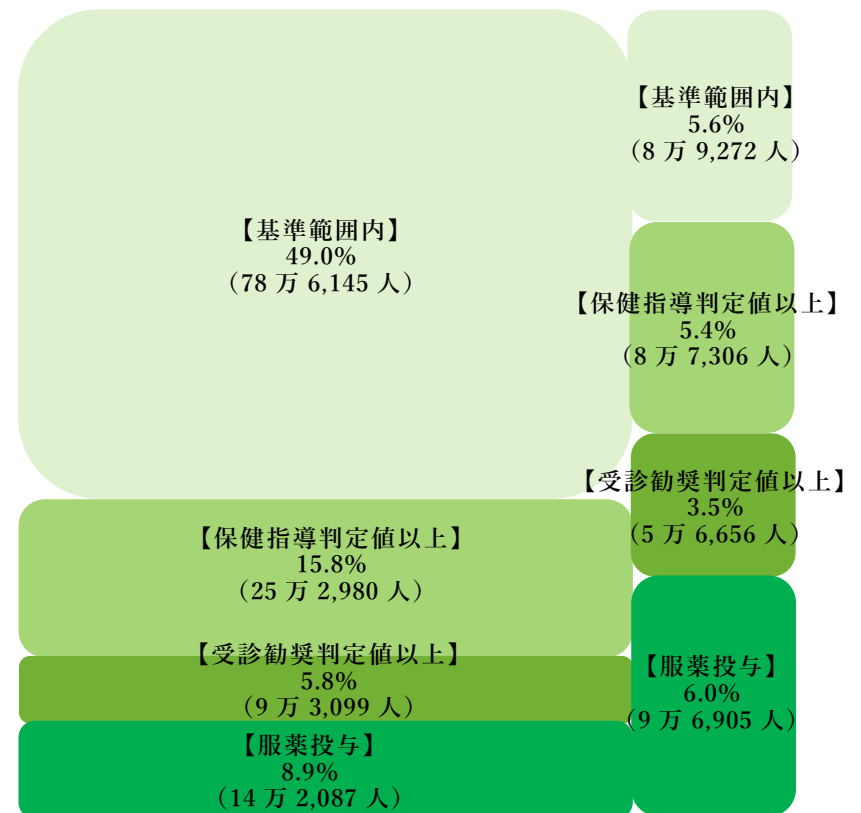 【基準範囲内】
49.0%
（78 万 6,145 人）
【保健指導判定値以上】
15.8%
（25 万 2,980 人）
【受診勧奨判定値以上】
5.8%
（9 万 3,099 人）
【服薬投与】
8.9%
（14 万 2,087 人）
【基準範囲内】
5.6%
（8 万 9,272 人）
【保健指導判定値以上】
5.4%
（8 万 7,306 人）
【受診勧奨判定値以上】
3.5%
（5 万 6,656 人）
【服薬投与】
6.0%
（9 万 6,905 人）